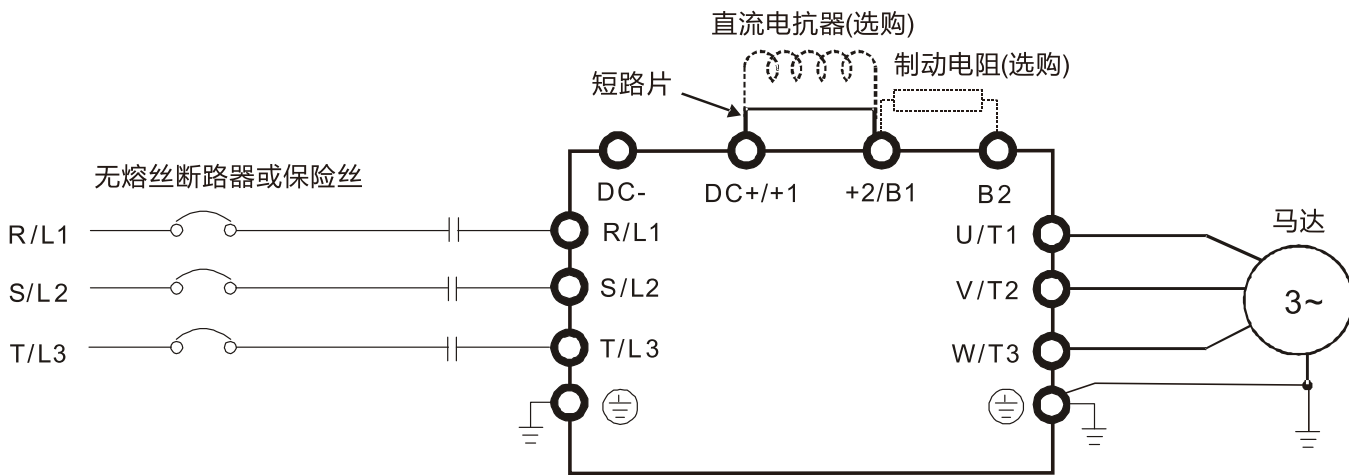 直流电抗器(选购)
制动电阻(选购)
短路片
无熔丝断路器或保险丝
DC- DC+/+1 +2/B1 B2
马达
R/L1 R/L1 U/T1
S/L2 S/L2 V/T2 3~
T/L3 T/L3 W/T3